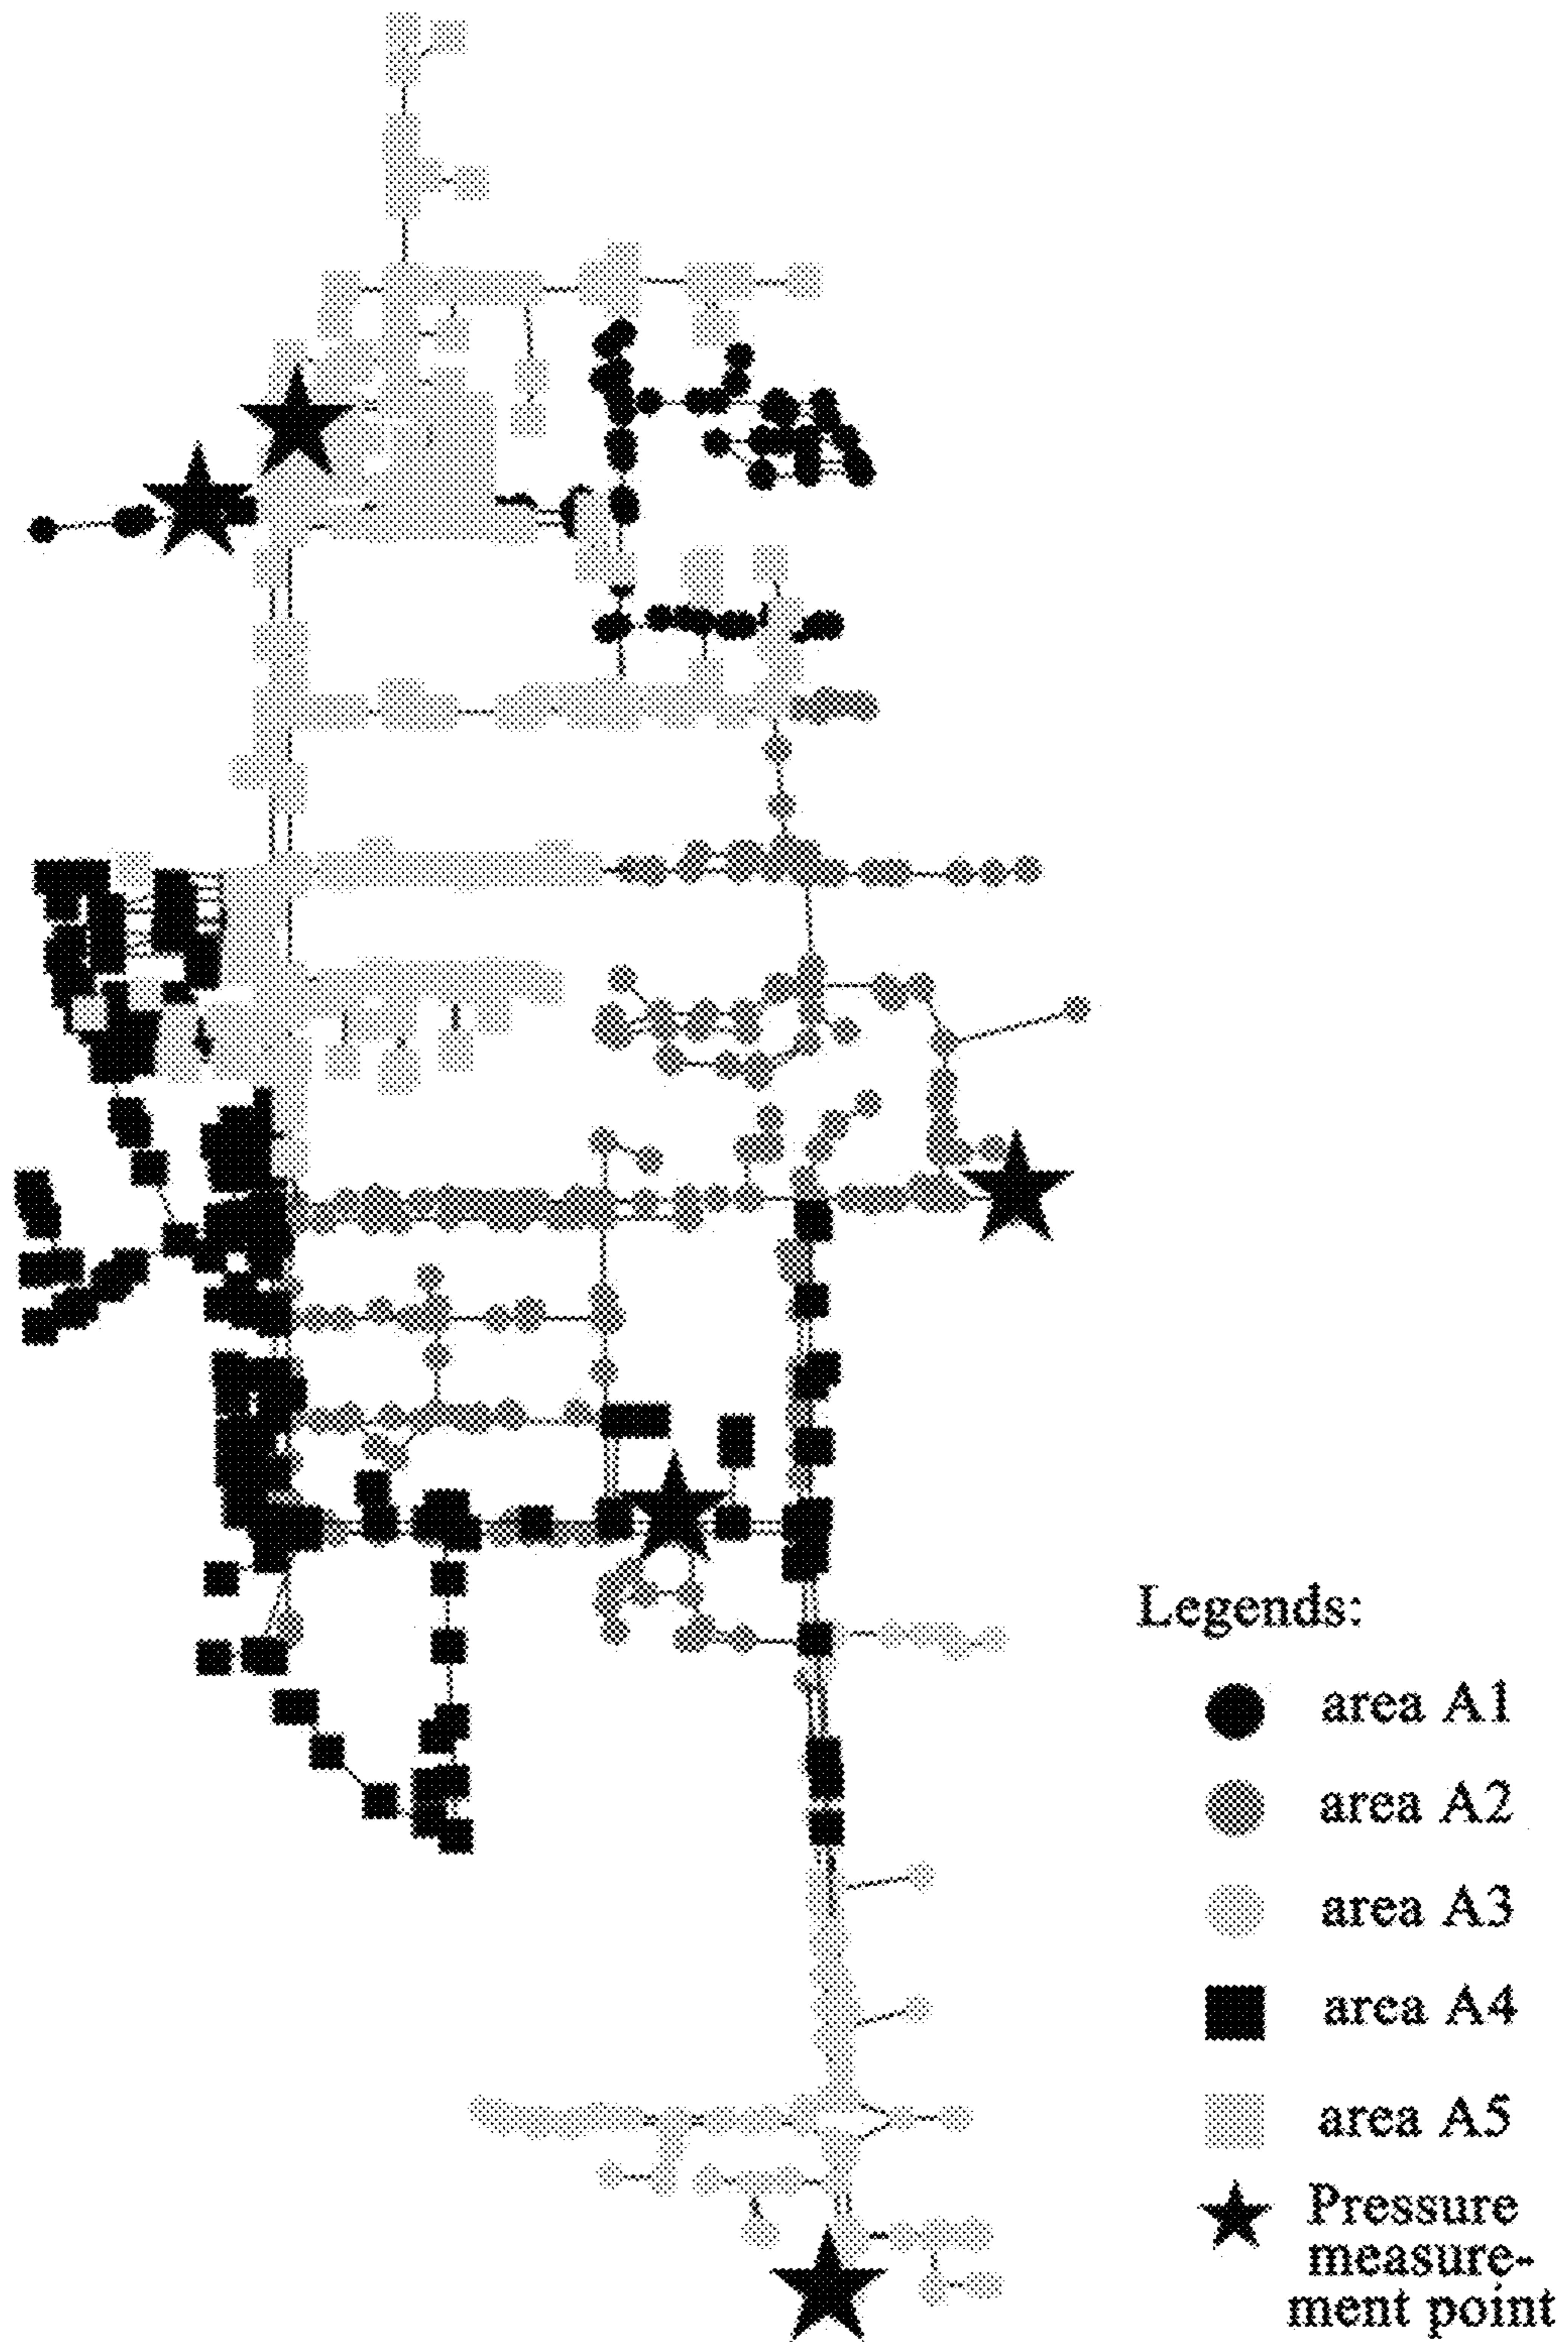 Legends:
area A1
area A2
area A3
area A4
area A5
Pressure
measure-
ment point